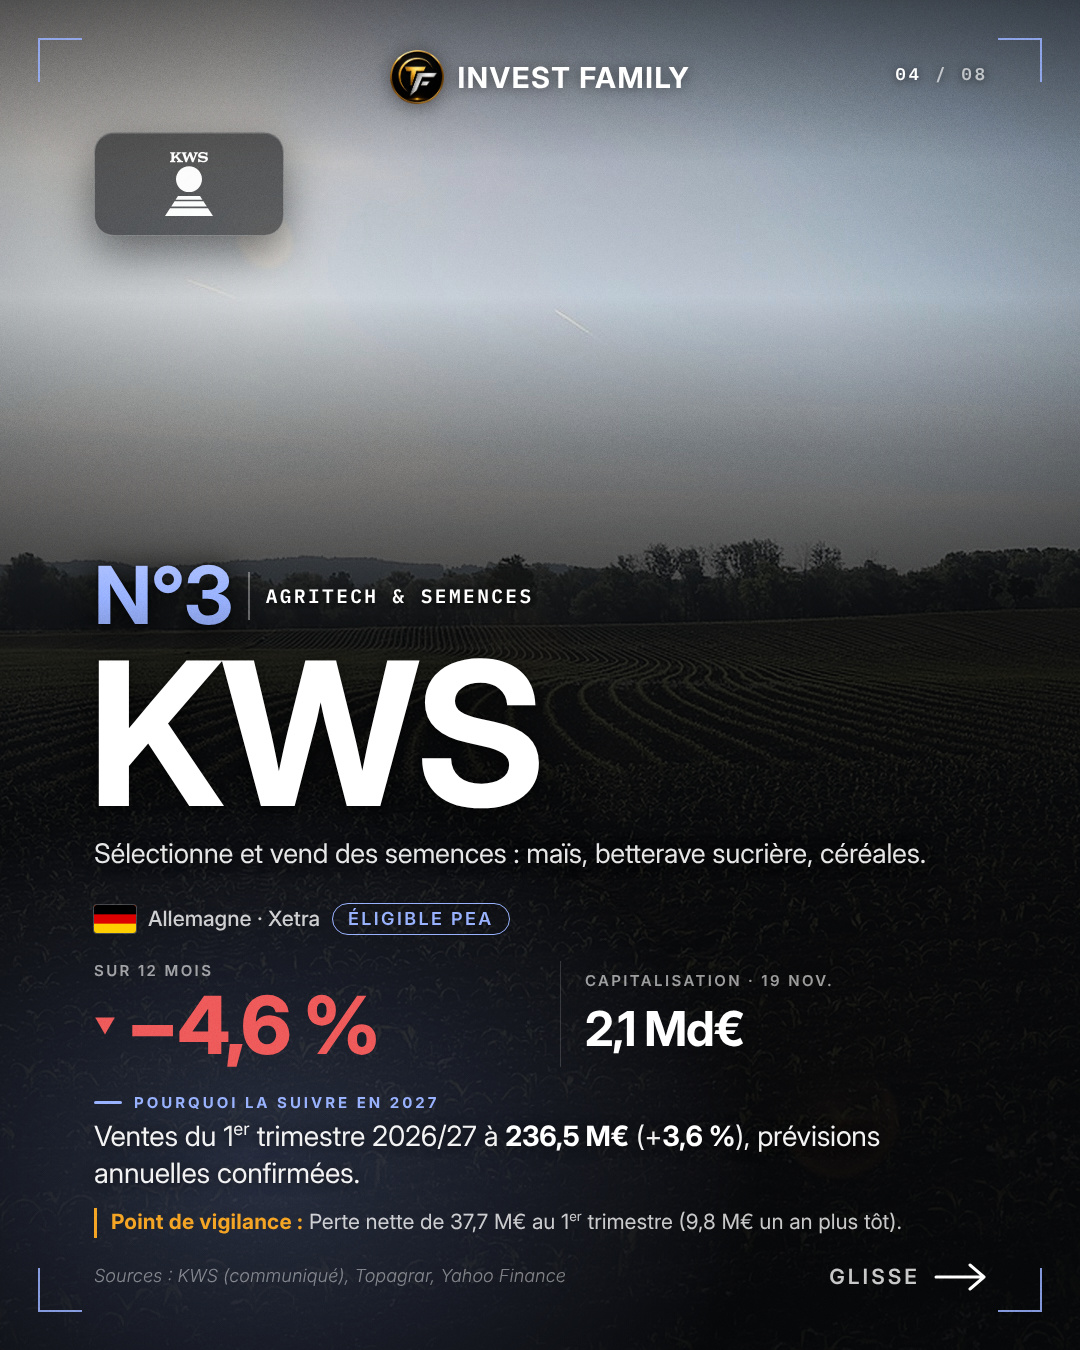 INVEST FAMILY
04 / 08
KWS
N°3
AGRITECH & SEMENCES
KWS
Sélectionne et vend des semences : maïs, betterave sucrière, céréales.
Allemagne · Xetra
ÉLIGIBLE PEA
SUR 12 MOIS
▼ –4,6 %
CAPITALISATION · 19 NOV.
2,1 Md€
POURQUOI LA SUIVRE EN 2027
Ventes du 1er trimestre 2026/27 à 236,5 M€ (+3,6 %), prévisions
annuelles confirmées.
Point de vigilance : Perte nette de 37,7 M€ au 1er trimestre (9,8 M€ un an plus tôt).
Sources : KWS (communiqué), Topagrar, Yahoo Finance
GLISSE →